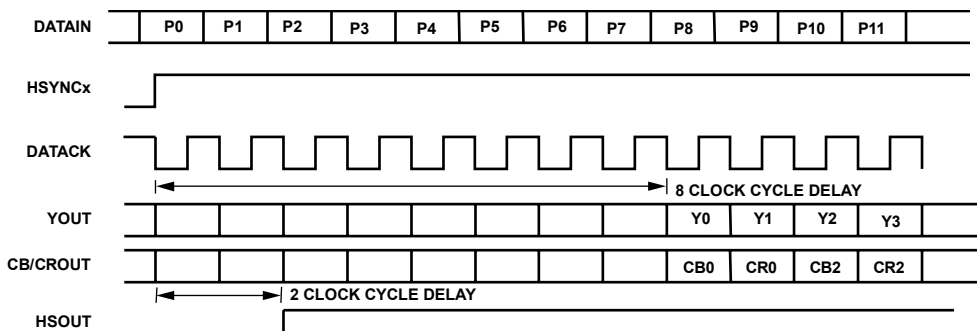 DATAIN P0 P1 P2 P3 P4 P5 P6 P7 P8 P9 P10 P11
HSYNCx
DATACK
8 CLOCK CYCLE DELAY
YOUT Y0 Y1 Y2 Y3
CB/CROUT CB0 CR0 CB2 CR2
2 CLOCK CYCLE DELAY
HSOUT